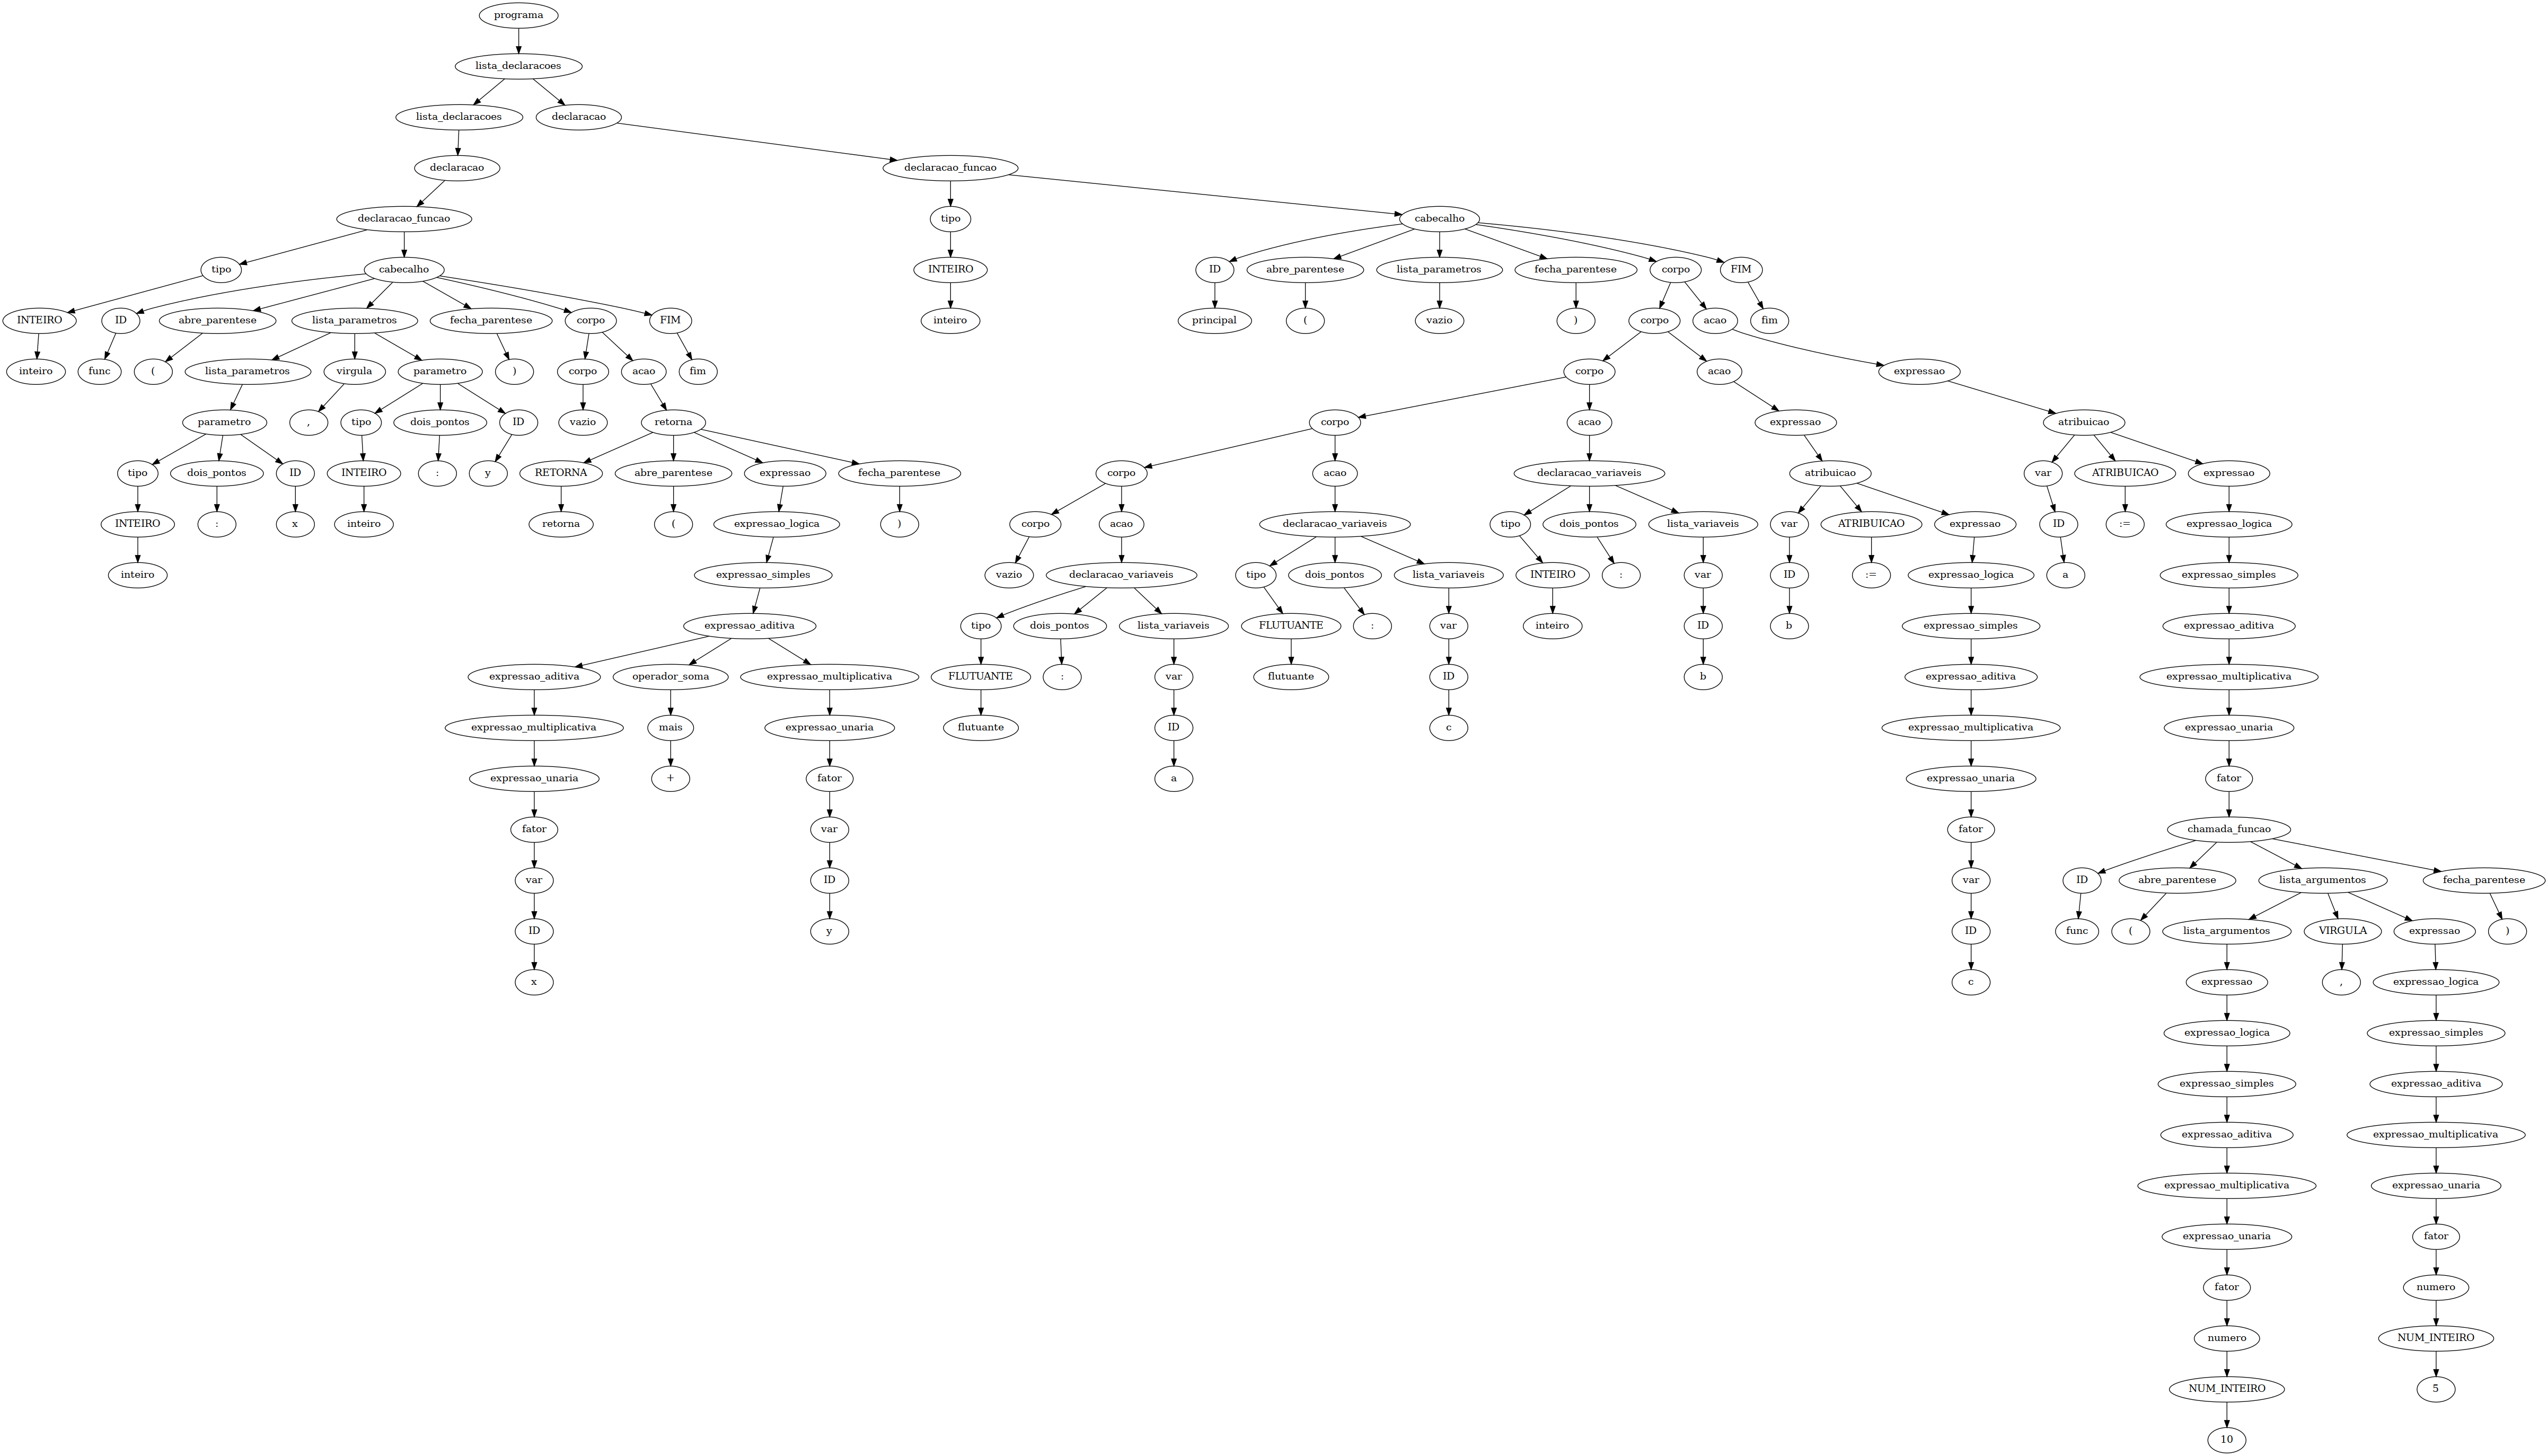 programa
lista_declaracoes
lista_declaracoes declaracao
declaracao declaracao_funcao
declaracao_funcao tipo cabecalho
tipo cabecalho INTEIRO ID abre_parentese lista_parametros fecha_parentese corpo FIM
INTEIRO ID abre_parentese lista_parametros fecha_parentese corpo FIM inteiro principal ( vazio ) corpo acao fim
inteiro func ( lista_parametros virgula parametro ) corpo acao fim corpo acao expressao
parametro , tipo dois_pontos ID vazio retorna corpo acao expressao atribuicao
tipo dois_pontos ID INTEIRO : y RETORNA abre_parentese expressao fecha_parentese corpo acao declaracao_variaveis atribuicao var ATRIBUICAO expressao
INTEIRO : x inteiro retorna ( expressao_logica ) corpo acao declaracao_variaveis tipo dois_pontos lista_variaveis var ATRIBUICAO expressao ID := expressao_logica
inteiro expressao_simples vazio declaracao_variaveis tipo dois_pontos lista_variaveis INTEIRO : var ID := expressao_logica a expressao_simples
expressao_aditiva tipo dois_pontos lista_variaveis FLUTUANTE : var inteiro ID b expressao_simples expressao_aditiva
expressao_aditiva operador_soma expressao_multiplicativa FLUTUANTE : var flutuante ID b expressao_aditiva expressao_multiplicativa
expressao_multiplicativa mais expressao_unaria flutuante ID c expressao_multiplicativa expressao_unaria
expressao_unaria + fator a expressao_unaria fator
fator var fator chamada_funcao
var ID var ID abre_parentese lista_argumentos fecha_parentese
ID y ID func ( lista_argumentos VIRGULA expressao )
x c expressao , expressao_logica
expressao_logica expressao_simples
expressao_simples expressao_aditiva
expressao_aditiva expressao_multiplicativa
expressao_multiplicativa expressao_unaria
expressao_unaria fator
fator numero
numero NUM_INTEIRO
NUM_INTEIRO 5
10